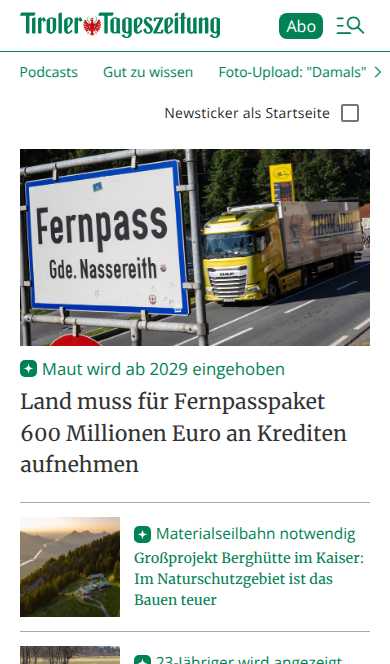 Tiroler Tageszeitung
Abo
Podcasts Gut zu wissen Foto-Upload: "Damals"
Newsticker als Startseite
Fernpass
Gde. Nassereith
Maut wird ab 2029 eingehoben
Land muss für Fernpasspaket
600 Millionen Euro an Krediten
aufnehmen
Materialseilbahn notwendig
Großprojekt Berghütte im Kaiser:
Im Naturschutzgebiet ist das
Bauen teuer
23-Jähriger wird angezeigt